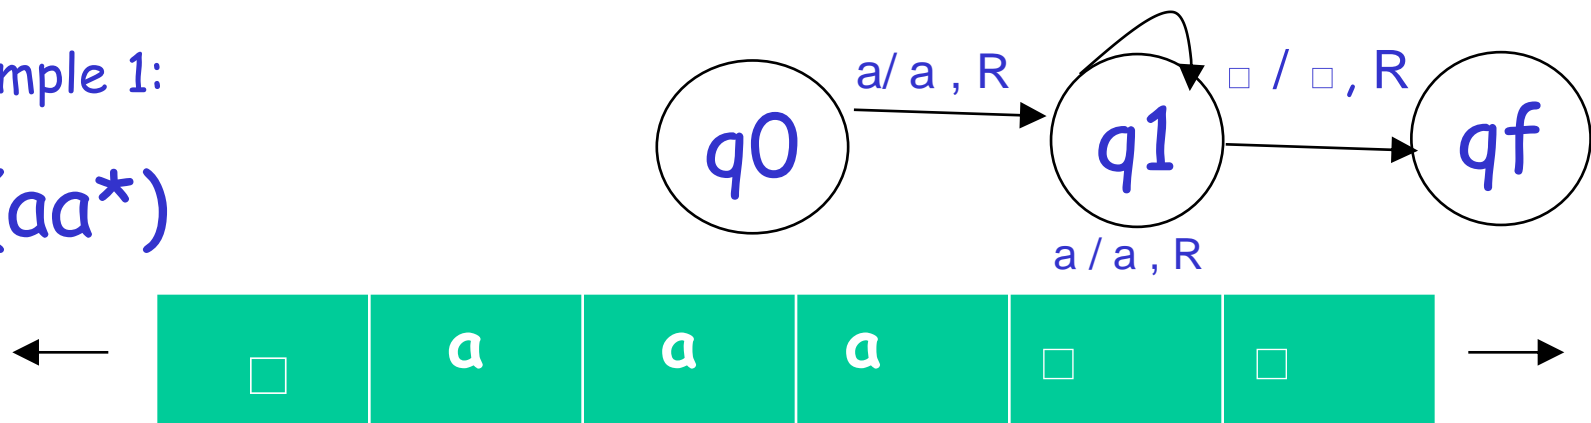 mple 1:
(aa*)
a/ a , R
□ / □, R
q0
q1
qf
a / a , R
□ a a a □ □